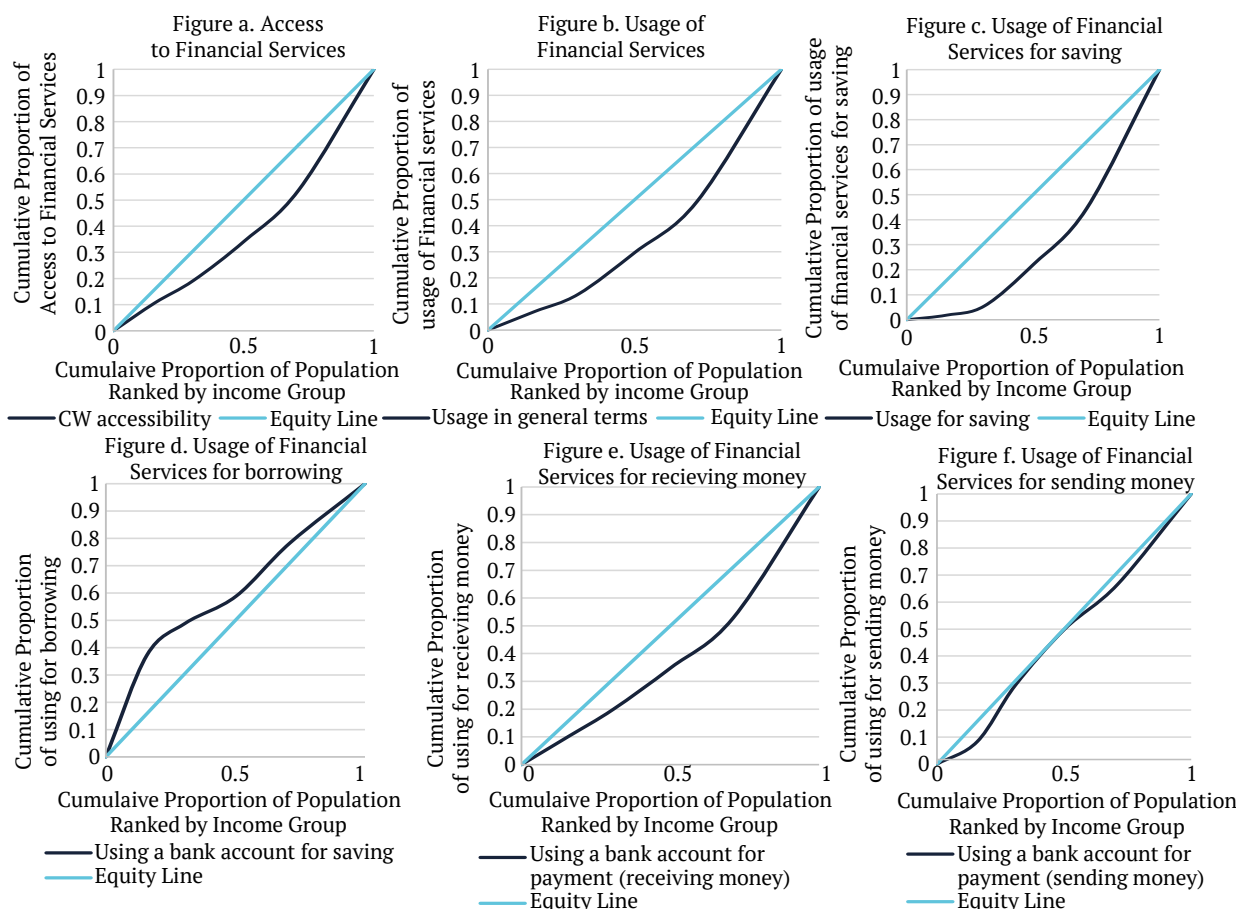 Figure a. Access
to Financial Services
Cumulative Proportion of
Access to Financial Services
1
0.9
0.8
0.7
0.6
0.5
0.4
0.3
0.2
0.1
0
0
0.5
1
Cumulaive Proportion of Population
Ranked by income Group
CW accessibility
Equity Line
Figure b. Usage of
Financial Services
Cumulative Proportion of
usage of Financial services
1
0.9
0.8
0.7
0.6
0.5
0.4
0.3
0.2
0.1
0
0
0.5
1
Cumulaive Proportion of Population
Ranked by income Group
Usage in general terms
Equity Line
Figure c. Usage of Financial
Services for saving
Cumulative Proportion of usage
of financial services for saving
1
0.9
0.8
0.7
0.6
0.5
0.4
0.3
0.2
0.1
0
0
0.5
1
Cumulaive Proportion of Population
Ranked by Income Group
Usage for saving
Equity Line
Figure d. Usage of Financial
Services for borrowing
Cumulative Proportion
of using for borrowing
1
0.9
0.8
0.7
0.6
0.5
0.4
0.3
0.2
0.1
0
0
0.5
1
Cumulaive Proportion of Population
Ranked by Income Group
Using a bank account for saving
Equity Line
Figure e. Usage of Financial
Services for recieving money
Cumulative Proportion
of using for recieving money
1
0.9
0.8
0.7
0.6
0.5
0.4
0.3
0.2
0.1
0
0
0.5
1
Cumulaive Proportion of Population
Ranked by Income Group
Using a bank account for
payment (receiving money)
Equity Line
Figure f. Usage of Financial
Services for sending money
Cumulative Proportion
of using for sending money
1
0.9
0.8
0.7
0.6
0.5
0.4
0.3
0.2
0.1
0
0
0.5
1
Cumulaive Proportion of Population
Ranked by Income Group
Using a bank account for
payment (sending money)
Equity Line